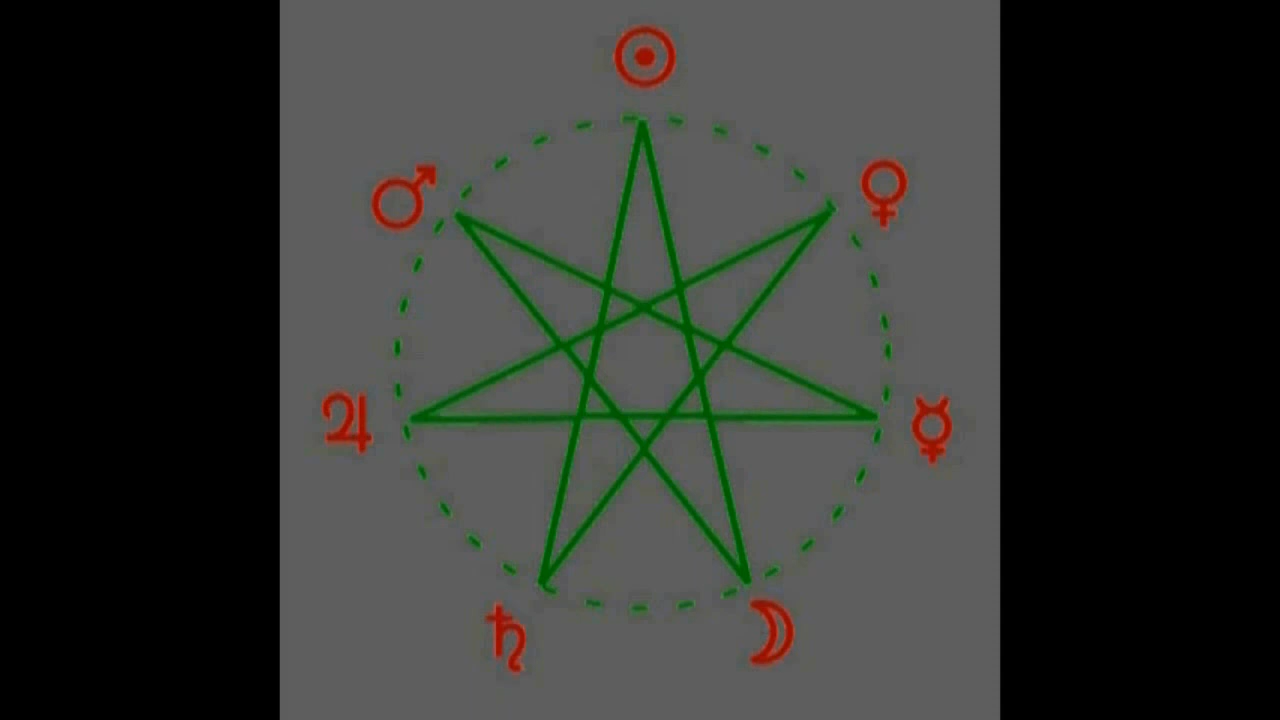 ☉
♂ ♀
♃ ☿
♄ ☽